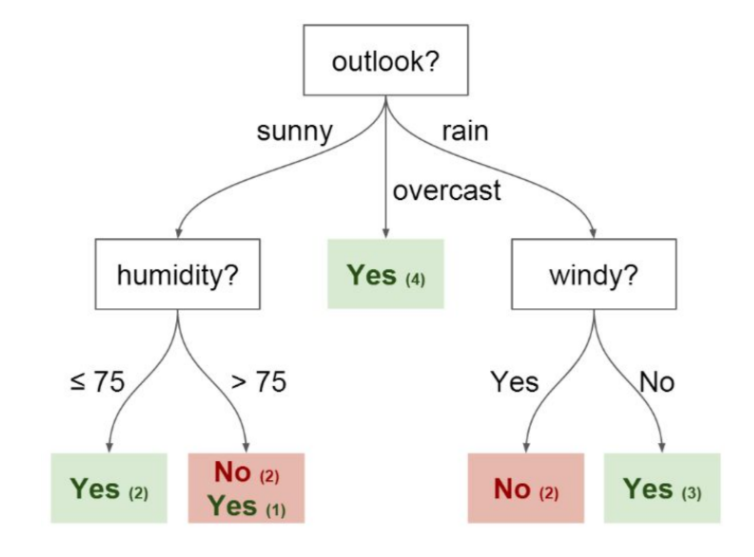 outlook?
sunny
rain
overcast
humidity?
Yes (4)
windy?
≤ 75
> 75
Yes
No
Yes (2)
No (2)
Yes (1)
No (2)
Yes (3)